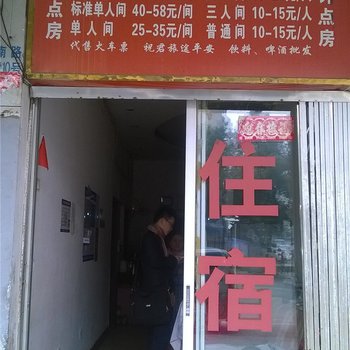 点 标准单人间 40-58元/间 三人间 10-15元/人 点
房 单人间 25-35元/间 普通间 10-15元/人 房
代售火车票 祝君旅途平安 饮料、啤酒批发
南路
住
宿